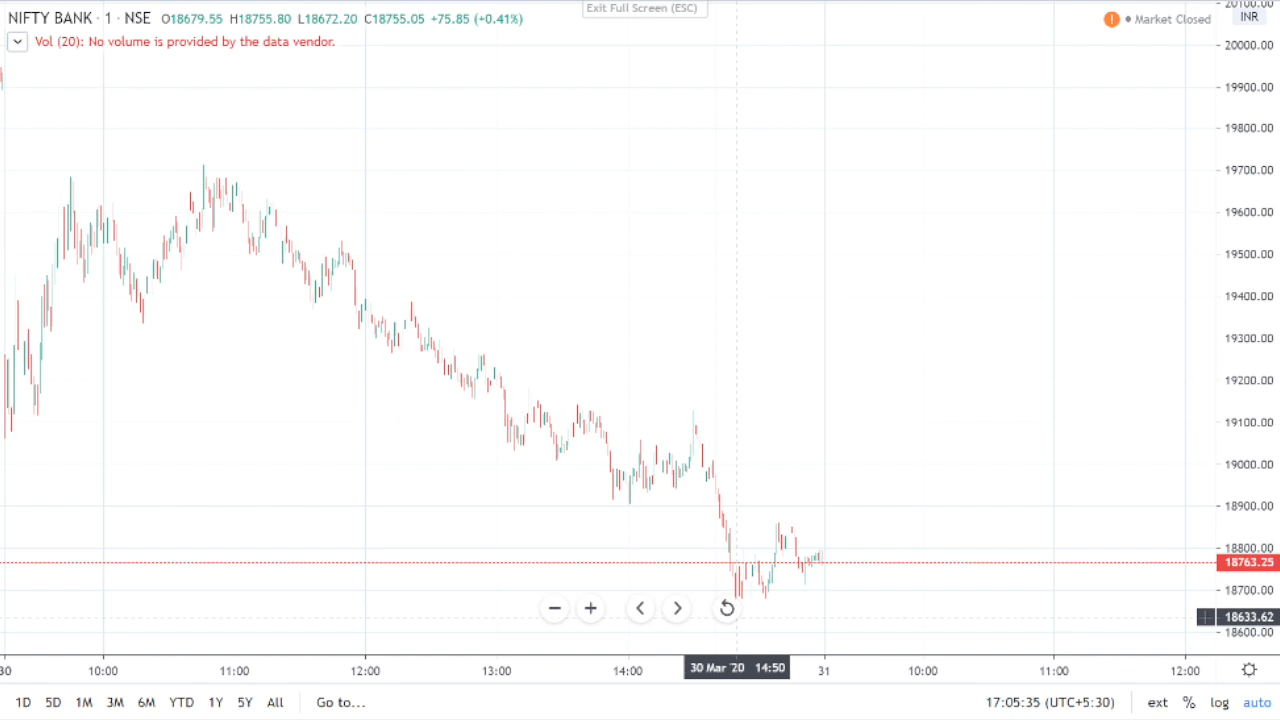 Exit Full Screen (ESC)
NIFTY BANK · 1 · NSE O18679.55 H18755.80 L18672.20 C18755.05 +75.85 (+0.41%)
! Market Closed
INR
Vol (20): No volume is provided by the data vendor.
20100.00
20000.00
19900.00
19800.00
19700.00
19600.00
19500.00
19400.00
19300.00
19200.00
19100.00
19000.00
18900.00
18800.00
18763.25
18700.00
18633.62
18600.00
30 10:00 11:00 12:00 13:00 14:00 30 Mar '20 14:50 31 10:00 11:00 12:00
1D 5D 1M 3M 6M YTD 1Y 5Y All Go to... 17:05:35 (UTC+5:30) ext % log auto